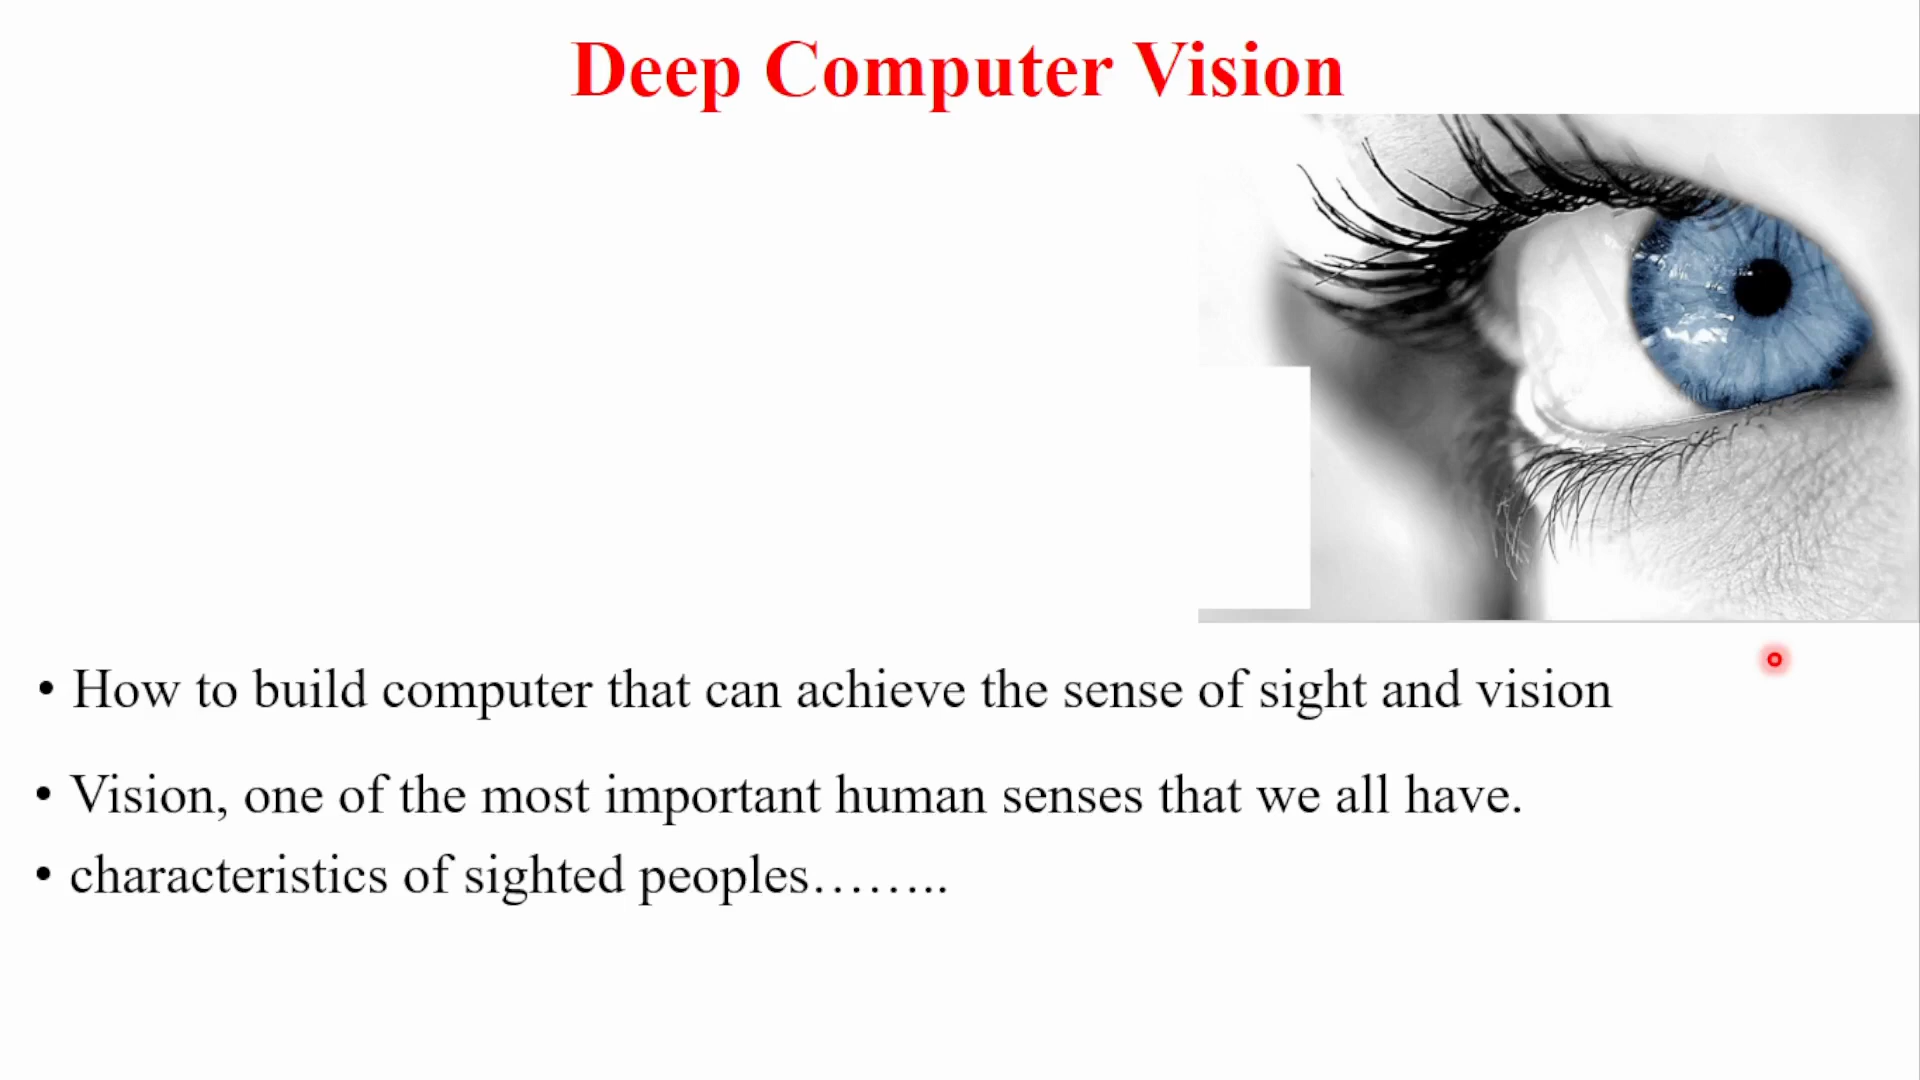 Deep Computer Vision
• How to build computer that can achieve the sense of sight and vision
• Vision, one of the most important human senses that we all have.
• characteristics of sighted peoples……..